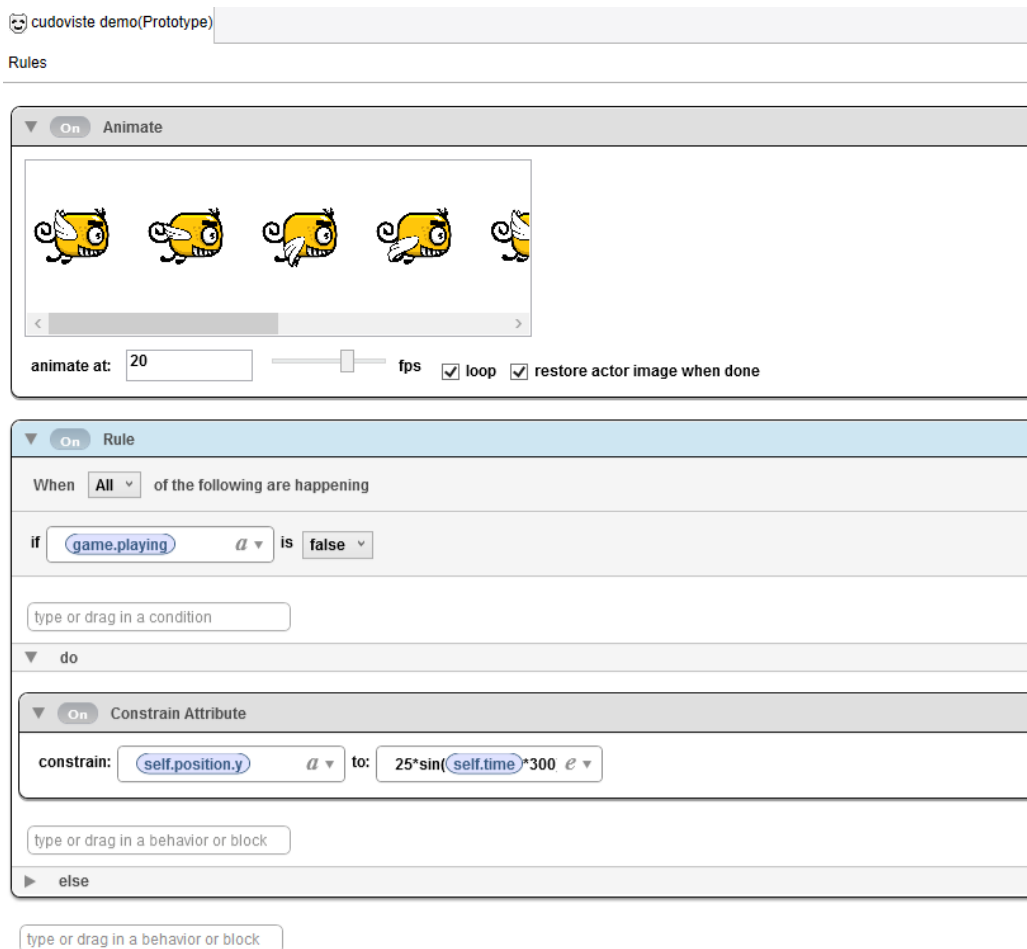 cudoviste demo(Prototype)
Rules
On Animate
animate at: 20 fps loop restore actor image when done
On Rule
When All of the following are happening
if game.playing a is false
type or drag in a condition
do
On Constrain Attribute
constrain: self.position.y a to: 25*sin(self.time*300 e
type or drag in a behavior or block
else
type or drag in a behavior or block